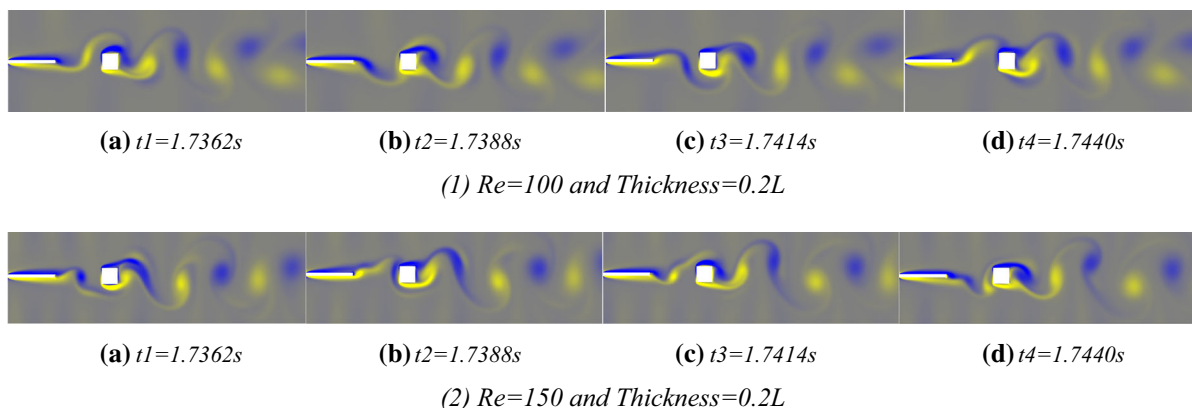 (a) t1=1.7362s (b) t2=1.7388s (c) t3=1.7414s (d) t4=1.7440s
(1) Re=100 and Thickness=0.2L
(a) t1=1.7362s (b) t2=1.7388s (c) t3=1.7414s (d) t4=1.7440s
(2) Re=150 and Thickness=0.2L